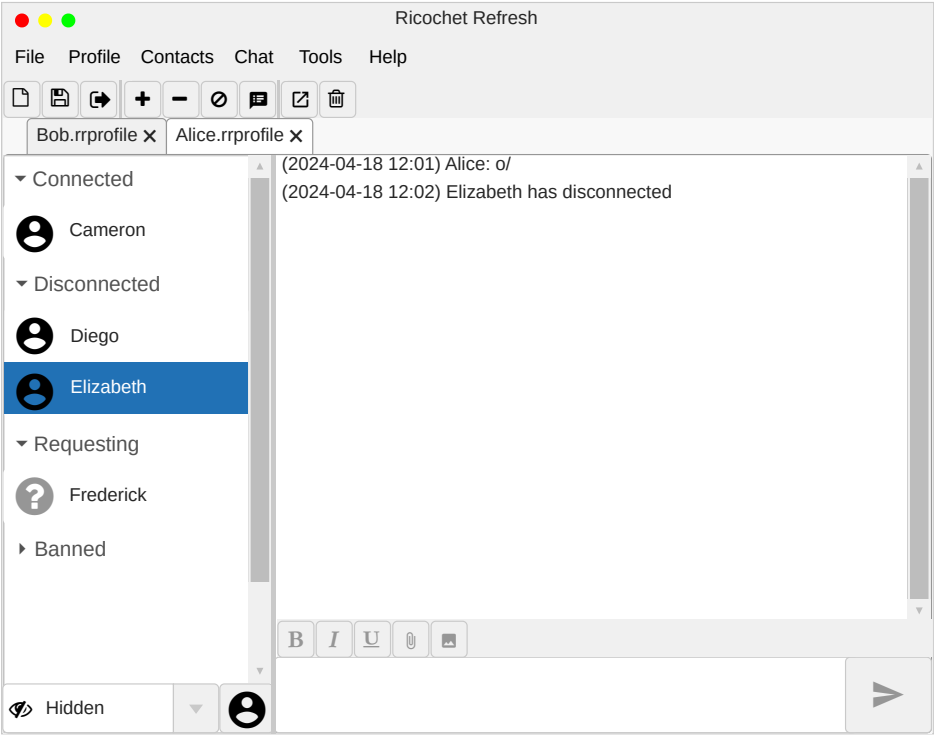 Ricochet Refresh
File Profile Contacts Chat Tools Help
Bob.rrprofile Alice.rrprofile
Connected
Cameron
Disconnected
Diego
Elizabeth
Requesting
Frederick
Banned
Hidden
(2024-04-18 12:01) Alice: o/
(2024-04-18 12:02) Elizabeth has disconnected
B I U